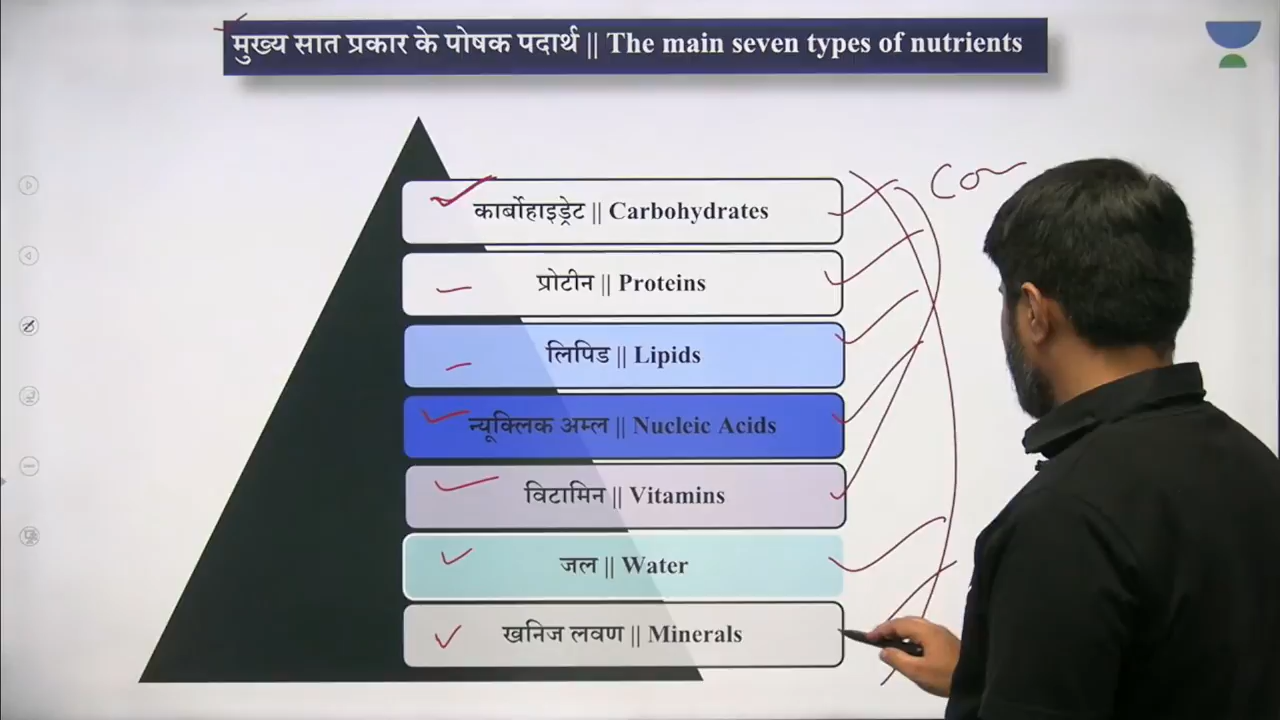 मुख्य सात प्रकार के पोषक पदार्थ || The main seven types of nutrients
कार्बोहाइड्रेट || Carbohydrates
Co
प्रोटीन || Proteins
लिपिड || Lipids
न्यूक्लिक अम्ल || Nucleic Acids
विटामिन || Vitamins
जल || Water
खनिज लवण || Minerals